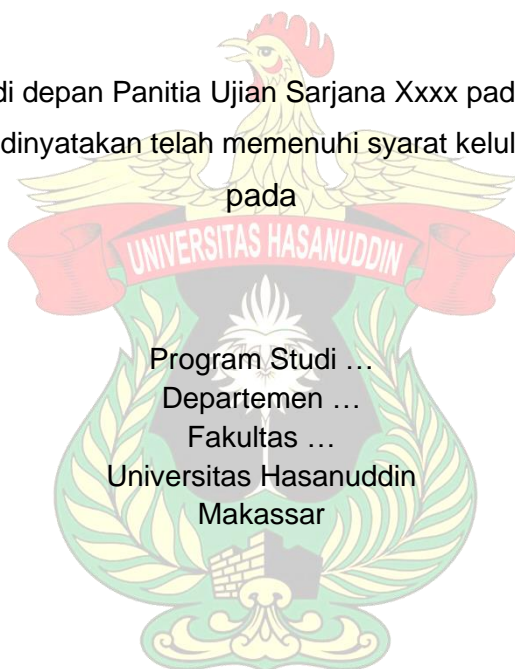 di depan Panitia Ujian Sarjana Xxxx pad
dinyatakan telah memenuhi syarat kelul
pada
UNIVERSITAS HASANUDDIN
Program Studi …
Departemen …
Fakultas …
Universitas Hasanuddin
Makassar